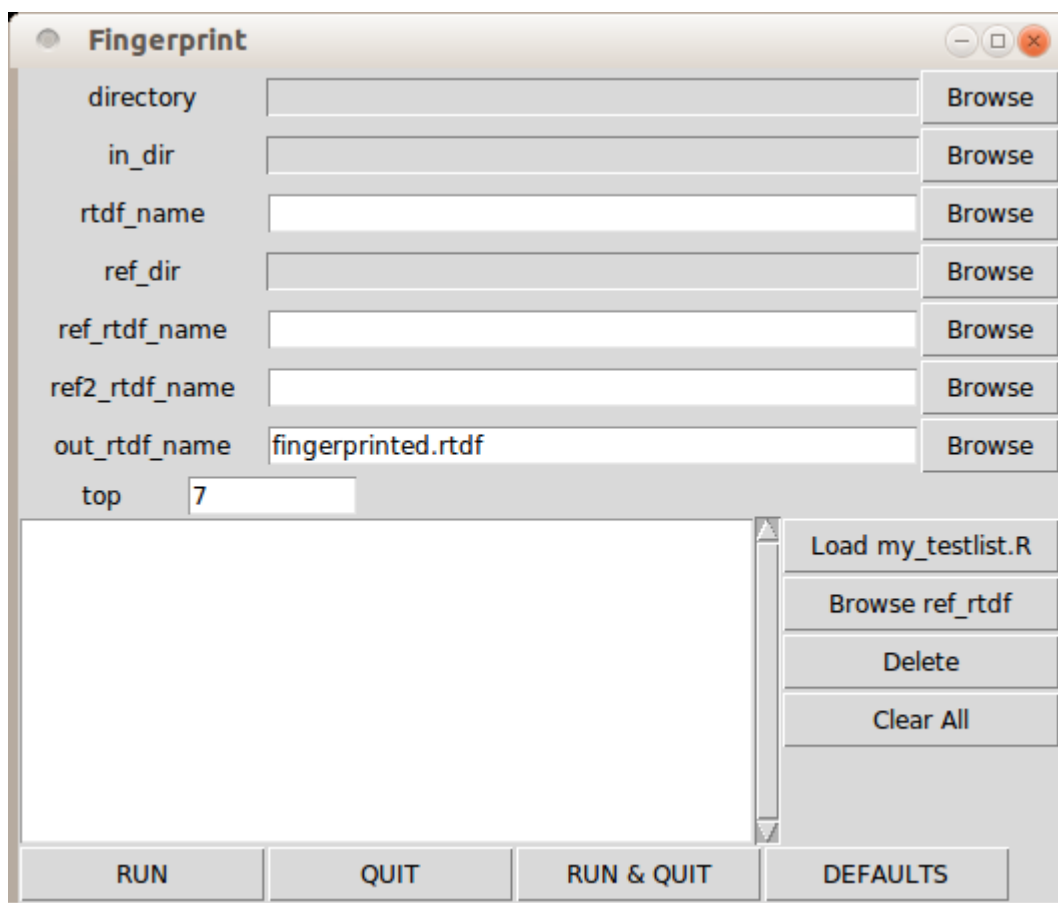 Fingerprint
directory Browse
in_dir Browse
rtdf_name Browse
ref_dir Browse
ref_rtdf_name Browse
ref2_rtdf_name Browse
out_rtdf_name fingerprinted.rtdf Browse
top 7
Load my_testlist.R
Browse ref_rtdf
Delete
Clear All
RUN QUIT RUN & QUIT DEFAULTS